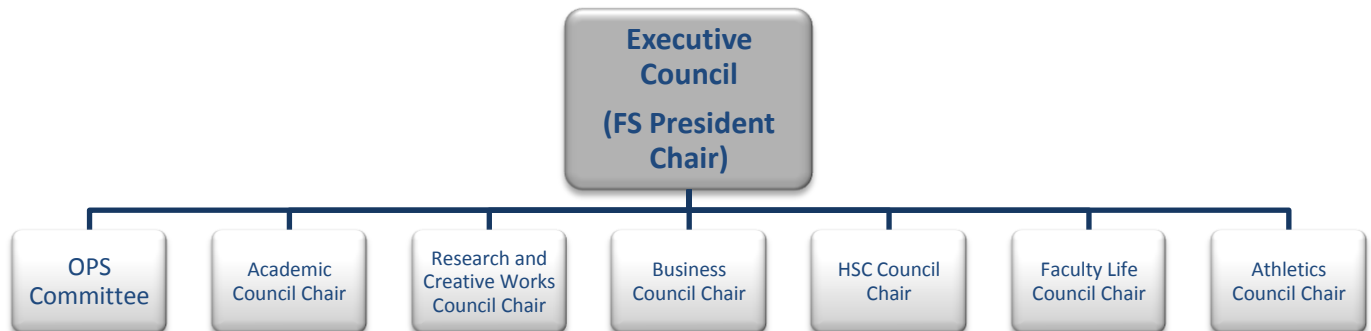 Executive
Council
(FS President
Chair)
OPS
Committee
Academic
Council Chair
Research and
Creative Works
Council Chair
Business
Council Chair
HSC Council
Chair
Faculty Life
Council Chair
Athletics
Council Chair